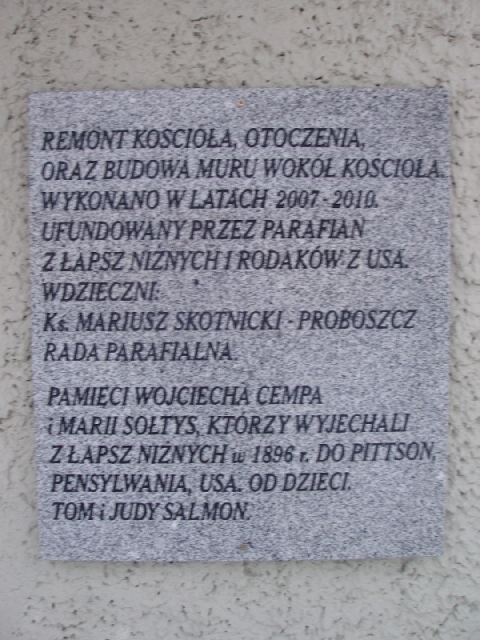 REMONT KOŚCIOŁA, OTOCZENIA,
ORAZ BUDOWA MURU WOKÓŁ KOŚCIOŁA.
WYKONANO W LATACH 2007-2010.
UFUNDOWANY PRZEZ PARAFIAN
Z ŁAPSZ NIŻNYCH I RODAKÓW Z USA.
WDZIĘCZNI:
Ks. MARIUSZ SKOTNICKI - PROBOSZCZ
RADA PARAFIALNA.
PAMIĘCI WOJCIECHA CEMPA
i MARII SOŁTYS, KTÓRZY WYJECHALI
Z ŁAPSZ NIŻNYCH w 1896 r. DO PITTSON,
PENSYLWANIA, USA. OD DZIECI.
TOM i JUDY SALMON.